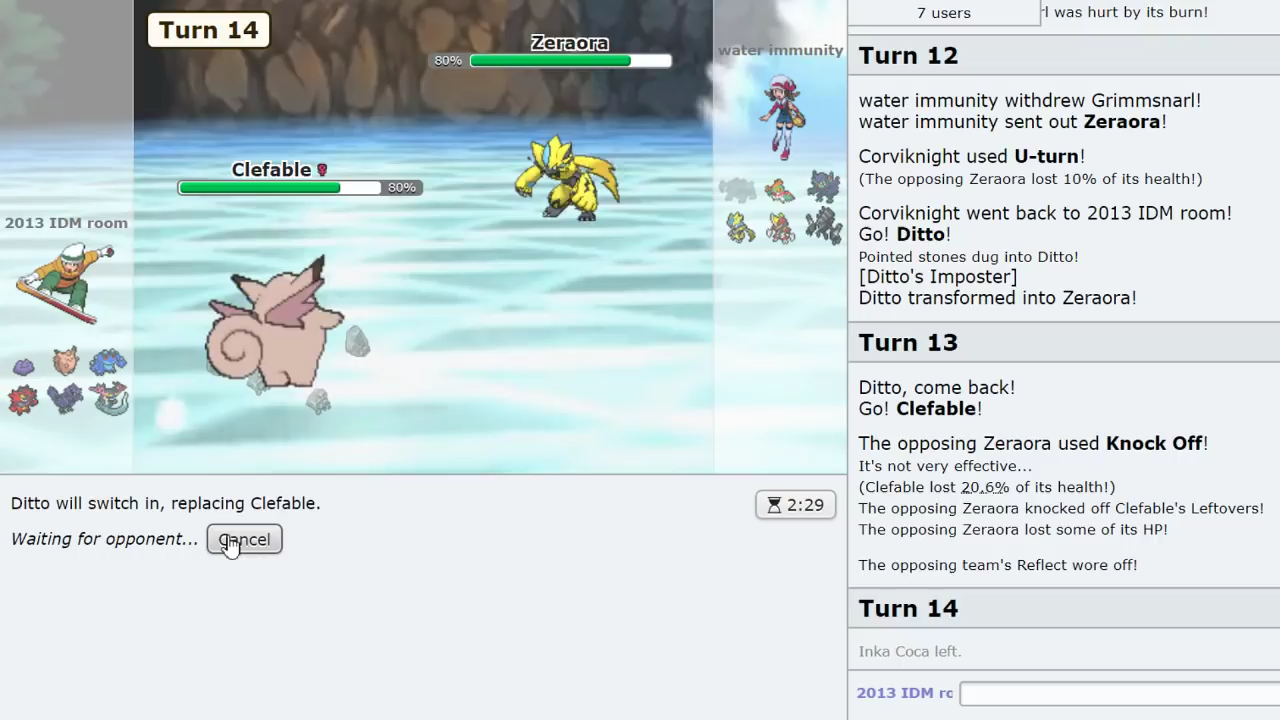 Turn 14
Zeraora
80%
water immunity
Clefable
80%
2013 IDM room
Ditto will switch in, replacing Clefable.
2:29
Waiting for opponent...
Cancel
7 users
was hurt by its burn!
Turn 12
water immunity withdrew Grimmsnarl!
water immunity sent out Zeraora!
Corviknight used U-turn!
(The opposing Zeraora lost 10% of its health!)
Corviknight went back to 2013 IDM room!
Go! Ditto!
Pointed stones dug into Ditto!
[Ditto's Imposter]
Ditto transformed into Zeraora!
Turn 13
Ditto, come back!
Go! Clefable!
The opposing Zeraora used Knock Off!
It's not very effective...
(Clefable lost 20.6% of its health!)
The opposing Zeraora knocked off Clefable's Leftovers!
The opposing Zeraora lost some of its HP!
The opposing team's Reflect wore off!
Turn 14
Inka Coca left.
2013 IDM rc